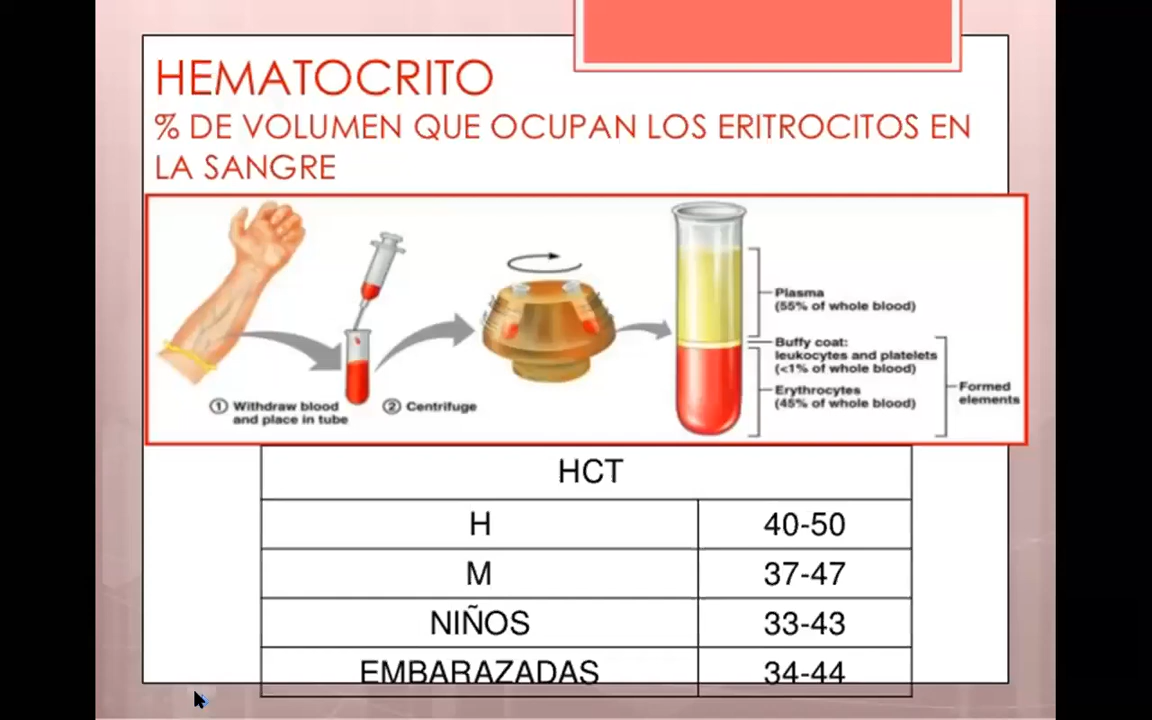 HEMATOCRITO
% DE VOLUMEN QUE OCUPAN LOS ERITROCITOS EN
LA SANGRE
① Withdraw blood
and place in tube
② Centrifuge
Plasma
(55% of whole blood)
Buffy coat:
leukocytes and platelets
(<1% of whole blood)
Erythrocytes
(45% of whole blood)
Formed
elements
HCT
H 40-50
M 37-47
NIÑOS 33-43
EMBARAZADAS 34-44